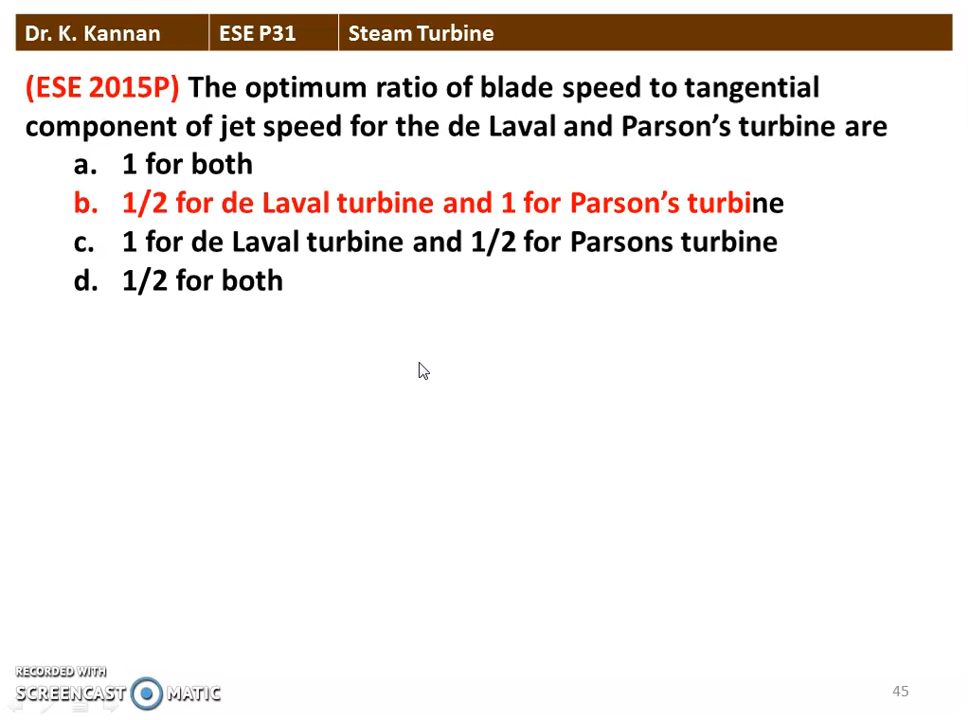 Dr. K. Kannan ESE P31 Steam Turbine
(ESE 2015P) The optimum ratio of blade speed to tangential
component of jet speed for the de Laval and Parson's turbine are
a. 1 for both
b. 1/2 for de Laval turbine and 1 for Parson's turbine
c. 1 for de Laval turbine and 1/2 for Parsons turbine
d. 1/2 for both
RECORDED WITH
SCREENCAST MATIC
45